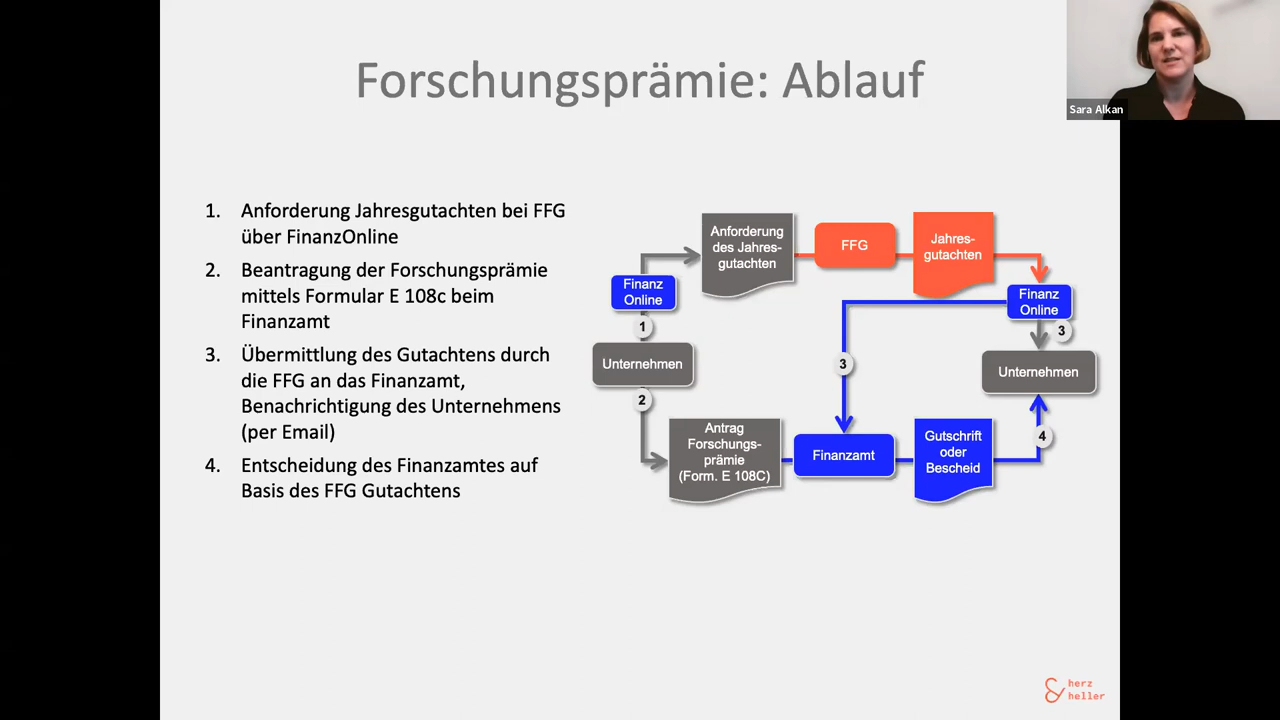 Forschungsprämie: Ablauf
Sara Alkan
1. Anforderung Jahresgutachten bei FFG
über FinanzOnline
2. Beantragung der Forschungsprämie
mittels Formular E 108c beim
Finanzamt
3. Übermittlung des Gutachtens durch
die FFG an das Finanzamt,
Benachrichtigung des Unternehmens
(per Email)
4. Entscheidung des Finanzamtes auf
Basis des FFG Gutachtens
Anforderung
des Jahres-
gutachten
FFG
Jahres-
gutachten
Finanz
Online
Finanz
Online
1
3
Unternehmen
3
Unternehmen
2
Antrag
Forschungs-
prämie
(Form. E 108C)
Finanzamt
Gutschrift
oder
Bescheid
4
herz
heller